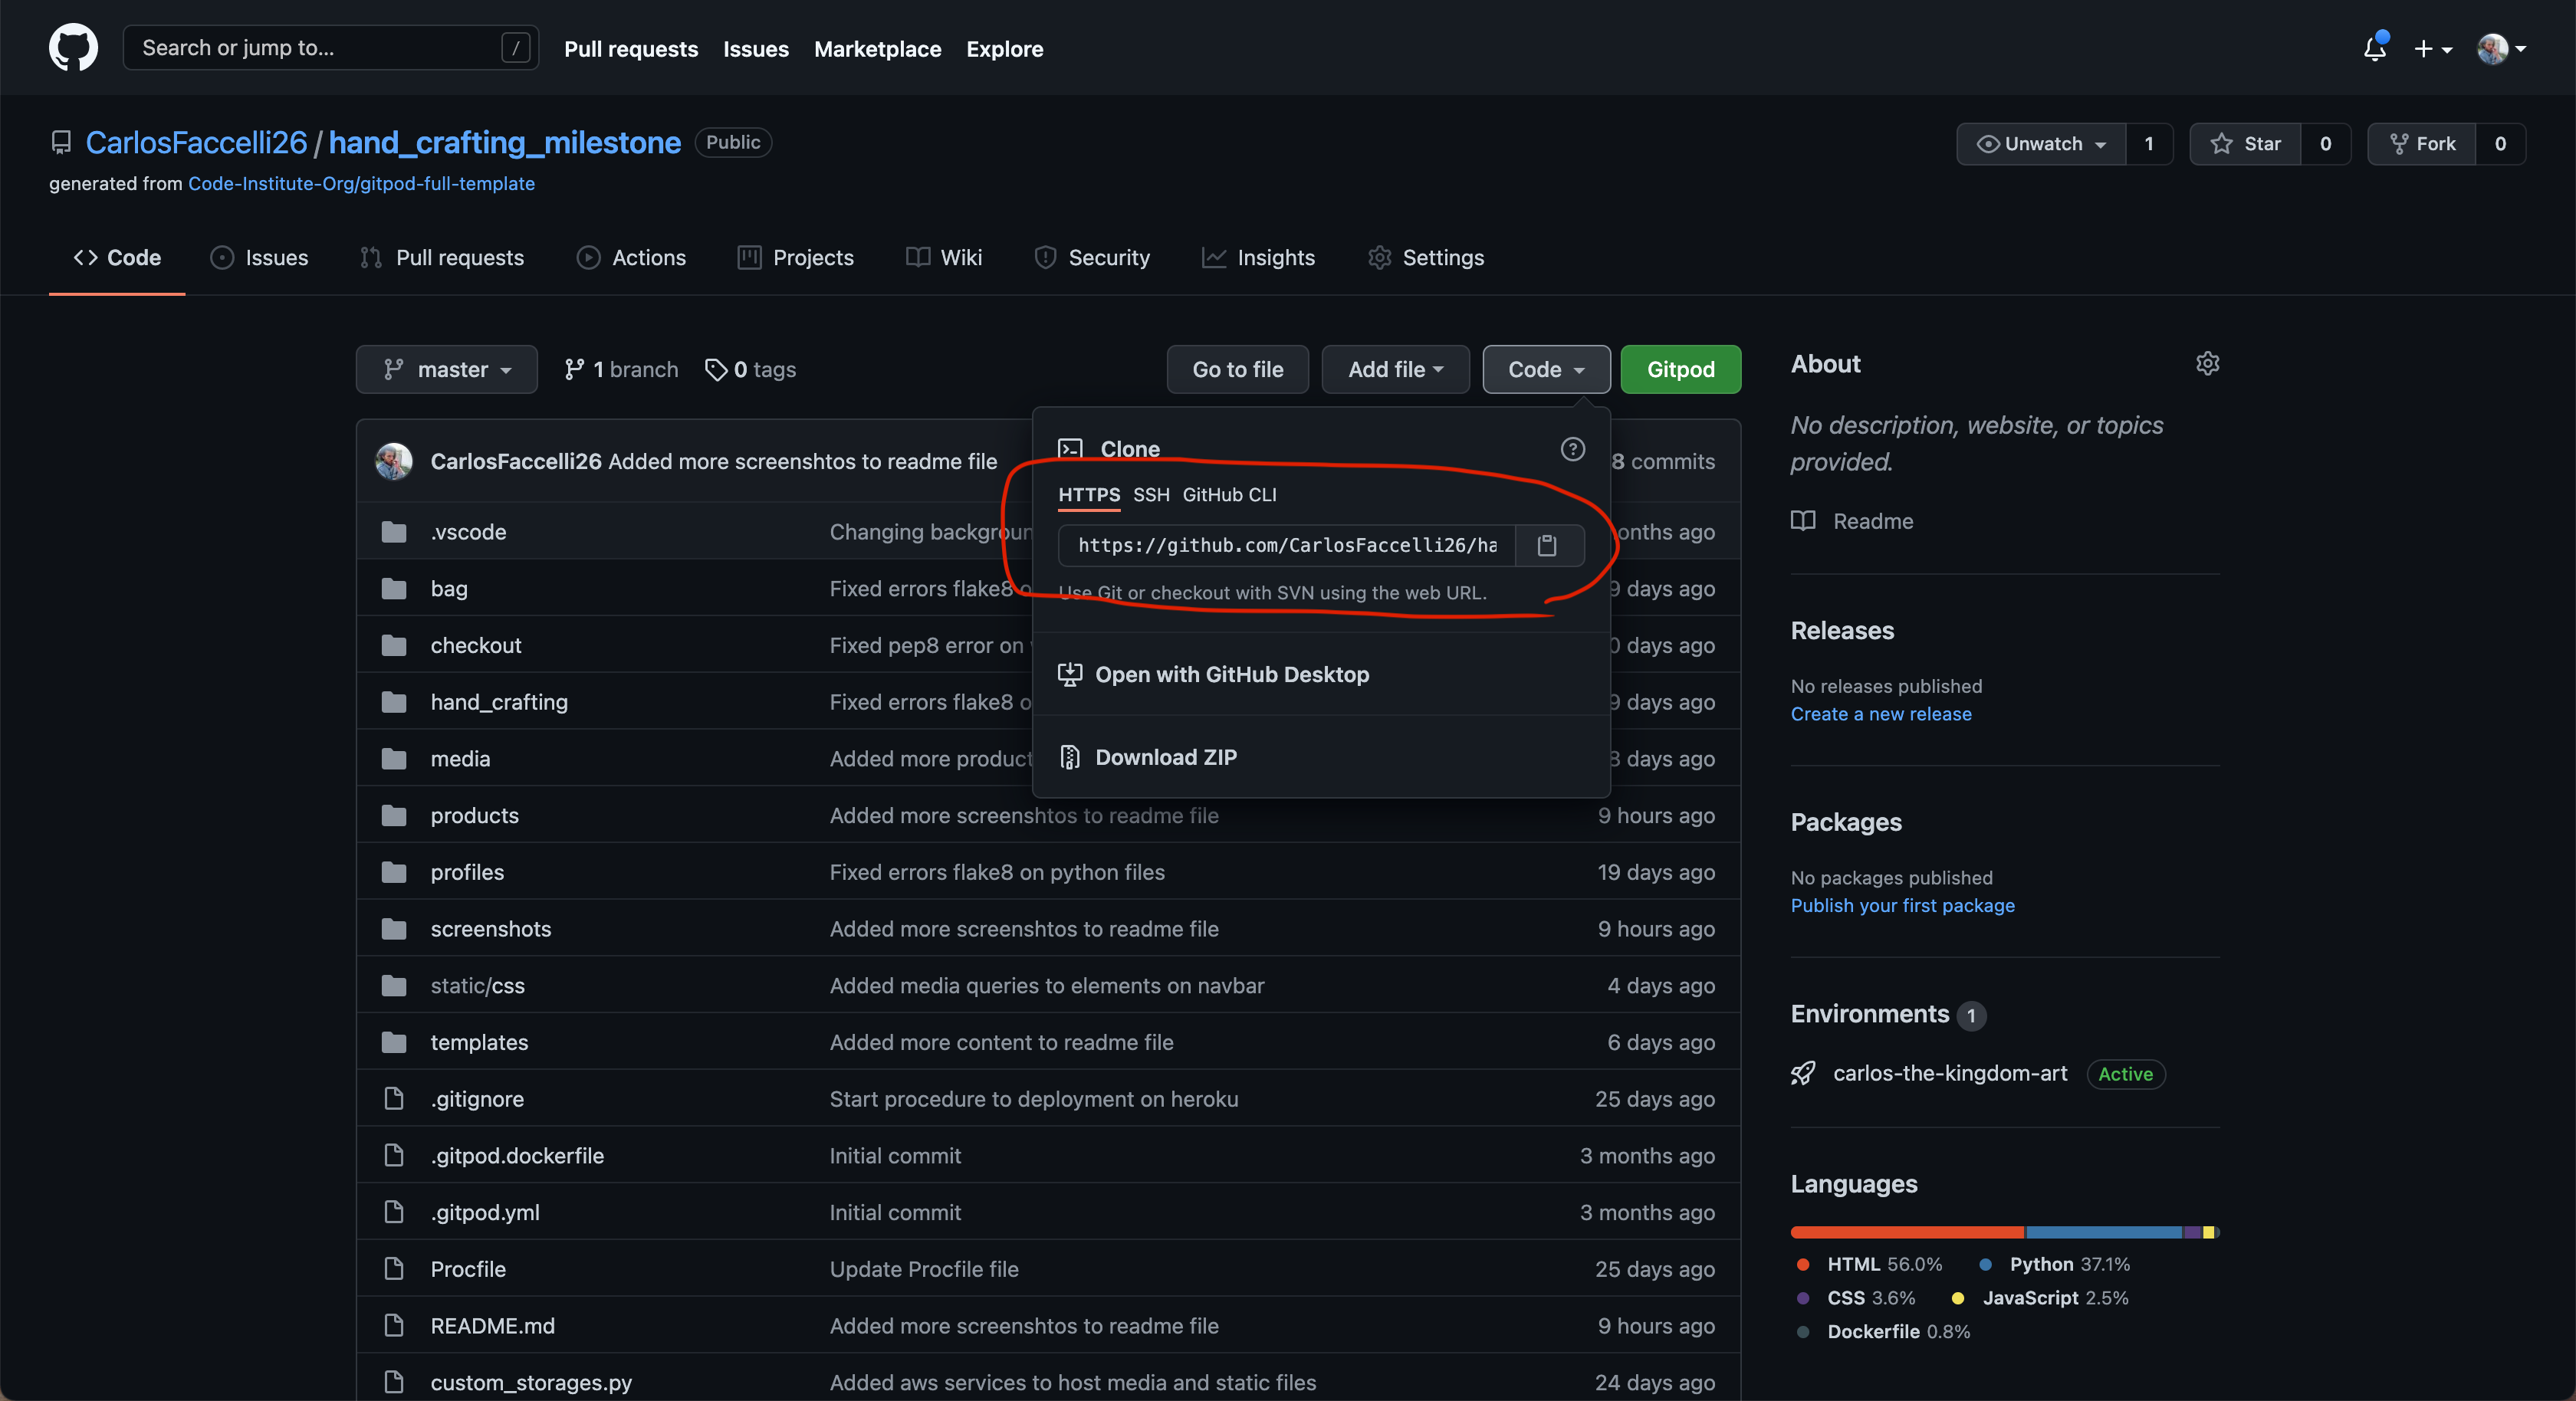 Search or jump to... /
Pull requests Issues Marketplace Explore
CarlosFaccelli26 / hand_crafting_milestone Public
generated from Code-Institute-Org/gitpod-full-template
Unwatch 1 Star 0 Fork 0
Code Issues Pull requests Actions Projects Wiki Security Insights Settings
master 1 branch 0 tags
Go to file Add file Code Gitpod
CarlosFaccelli26 Added more screenshtos to readme file 8 commits
Clone
HTTPS SSH GitHub CLI
https://github.com/CarlosFaccelli26/ha
Use Git or checkout with SVN using the web URL.
Open with GitHub Desktop
Download ZIP
.vscode Changing ago
bag Fixed errors flake8 days ago
checkout Fixed pep8 error on days ago
hand_crafting Fixed errors flake8 days ago
media Added more product days ago
products Added more screenshtos to readme file 9 hours ago
profiles Fixed errors flake8 on python files 19 days ago
screenshots Added more screenshtos to readme file 9 hours ago
static/css Added media queries to elements on navbar 4 days ago
templates Added more content to readme file 6 days ago
.gitignore Start procedure to deployment on heroku 25 days ago
.gitpod.dockerfile Initial commit 3 months ago
.gitpod.yml Initial commit 3 months ago
Procfile Update Procfile file 25 days ago
README.md Added more screenshtos to readme file 9 hours ago
custom_storages.py Added aws services to host media and static files 24 days ago
About
No description, website, or topics
provided.
Readme
Releases
No releases published
Create a new release
Packages
No packages published
Publish your first package
Environments 1
carlos-the-kingdom-art Active
Languages
HTML 56.0% Python 37.1%
CSS 3.6% JavaScript 2.5%
Dockerfile 0.8%